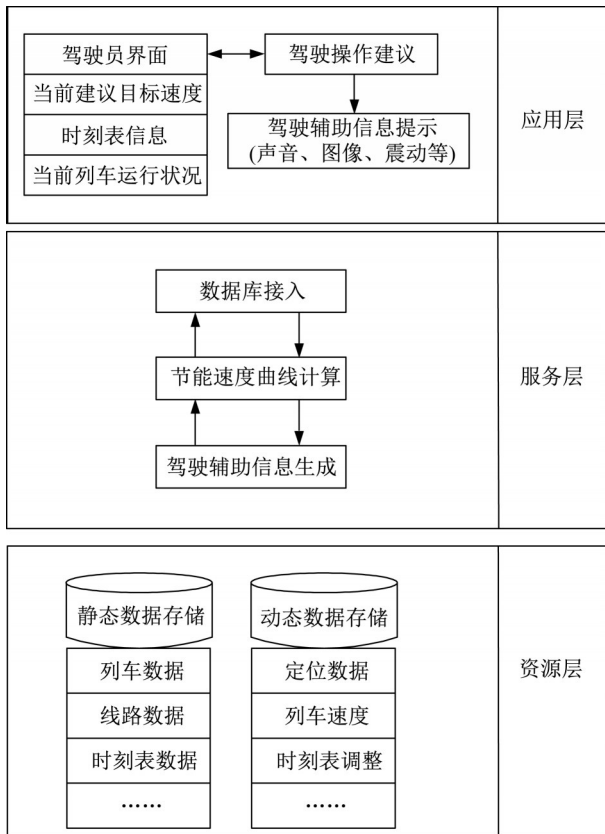 驾驶员界面
当前建议目标速度
时刻表信息
当前列车运行状况
驾驶操作建议
驾驶辅助信息提示
(声音、图像、震动等)
应用层
数据库接入
节能速度曲线计算
驾驶辅助信息生成
服务层
静态数据存储
列车数据
线路数据
时刻表数据
……
动态数据存储
定位数据
列车速度
时刻表调整
……
资源层